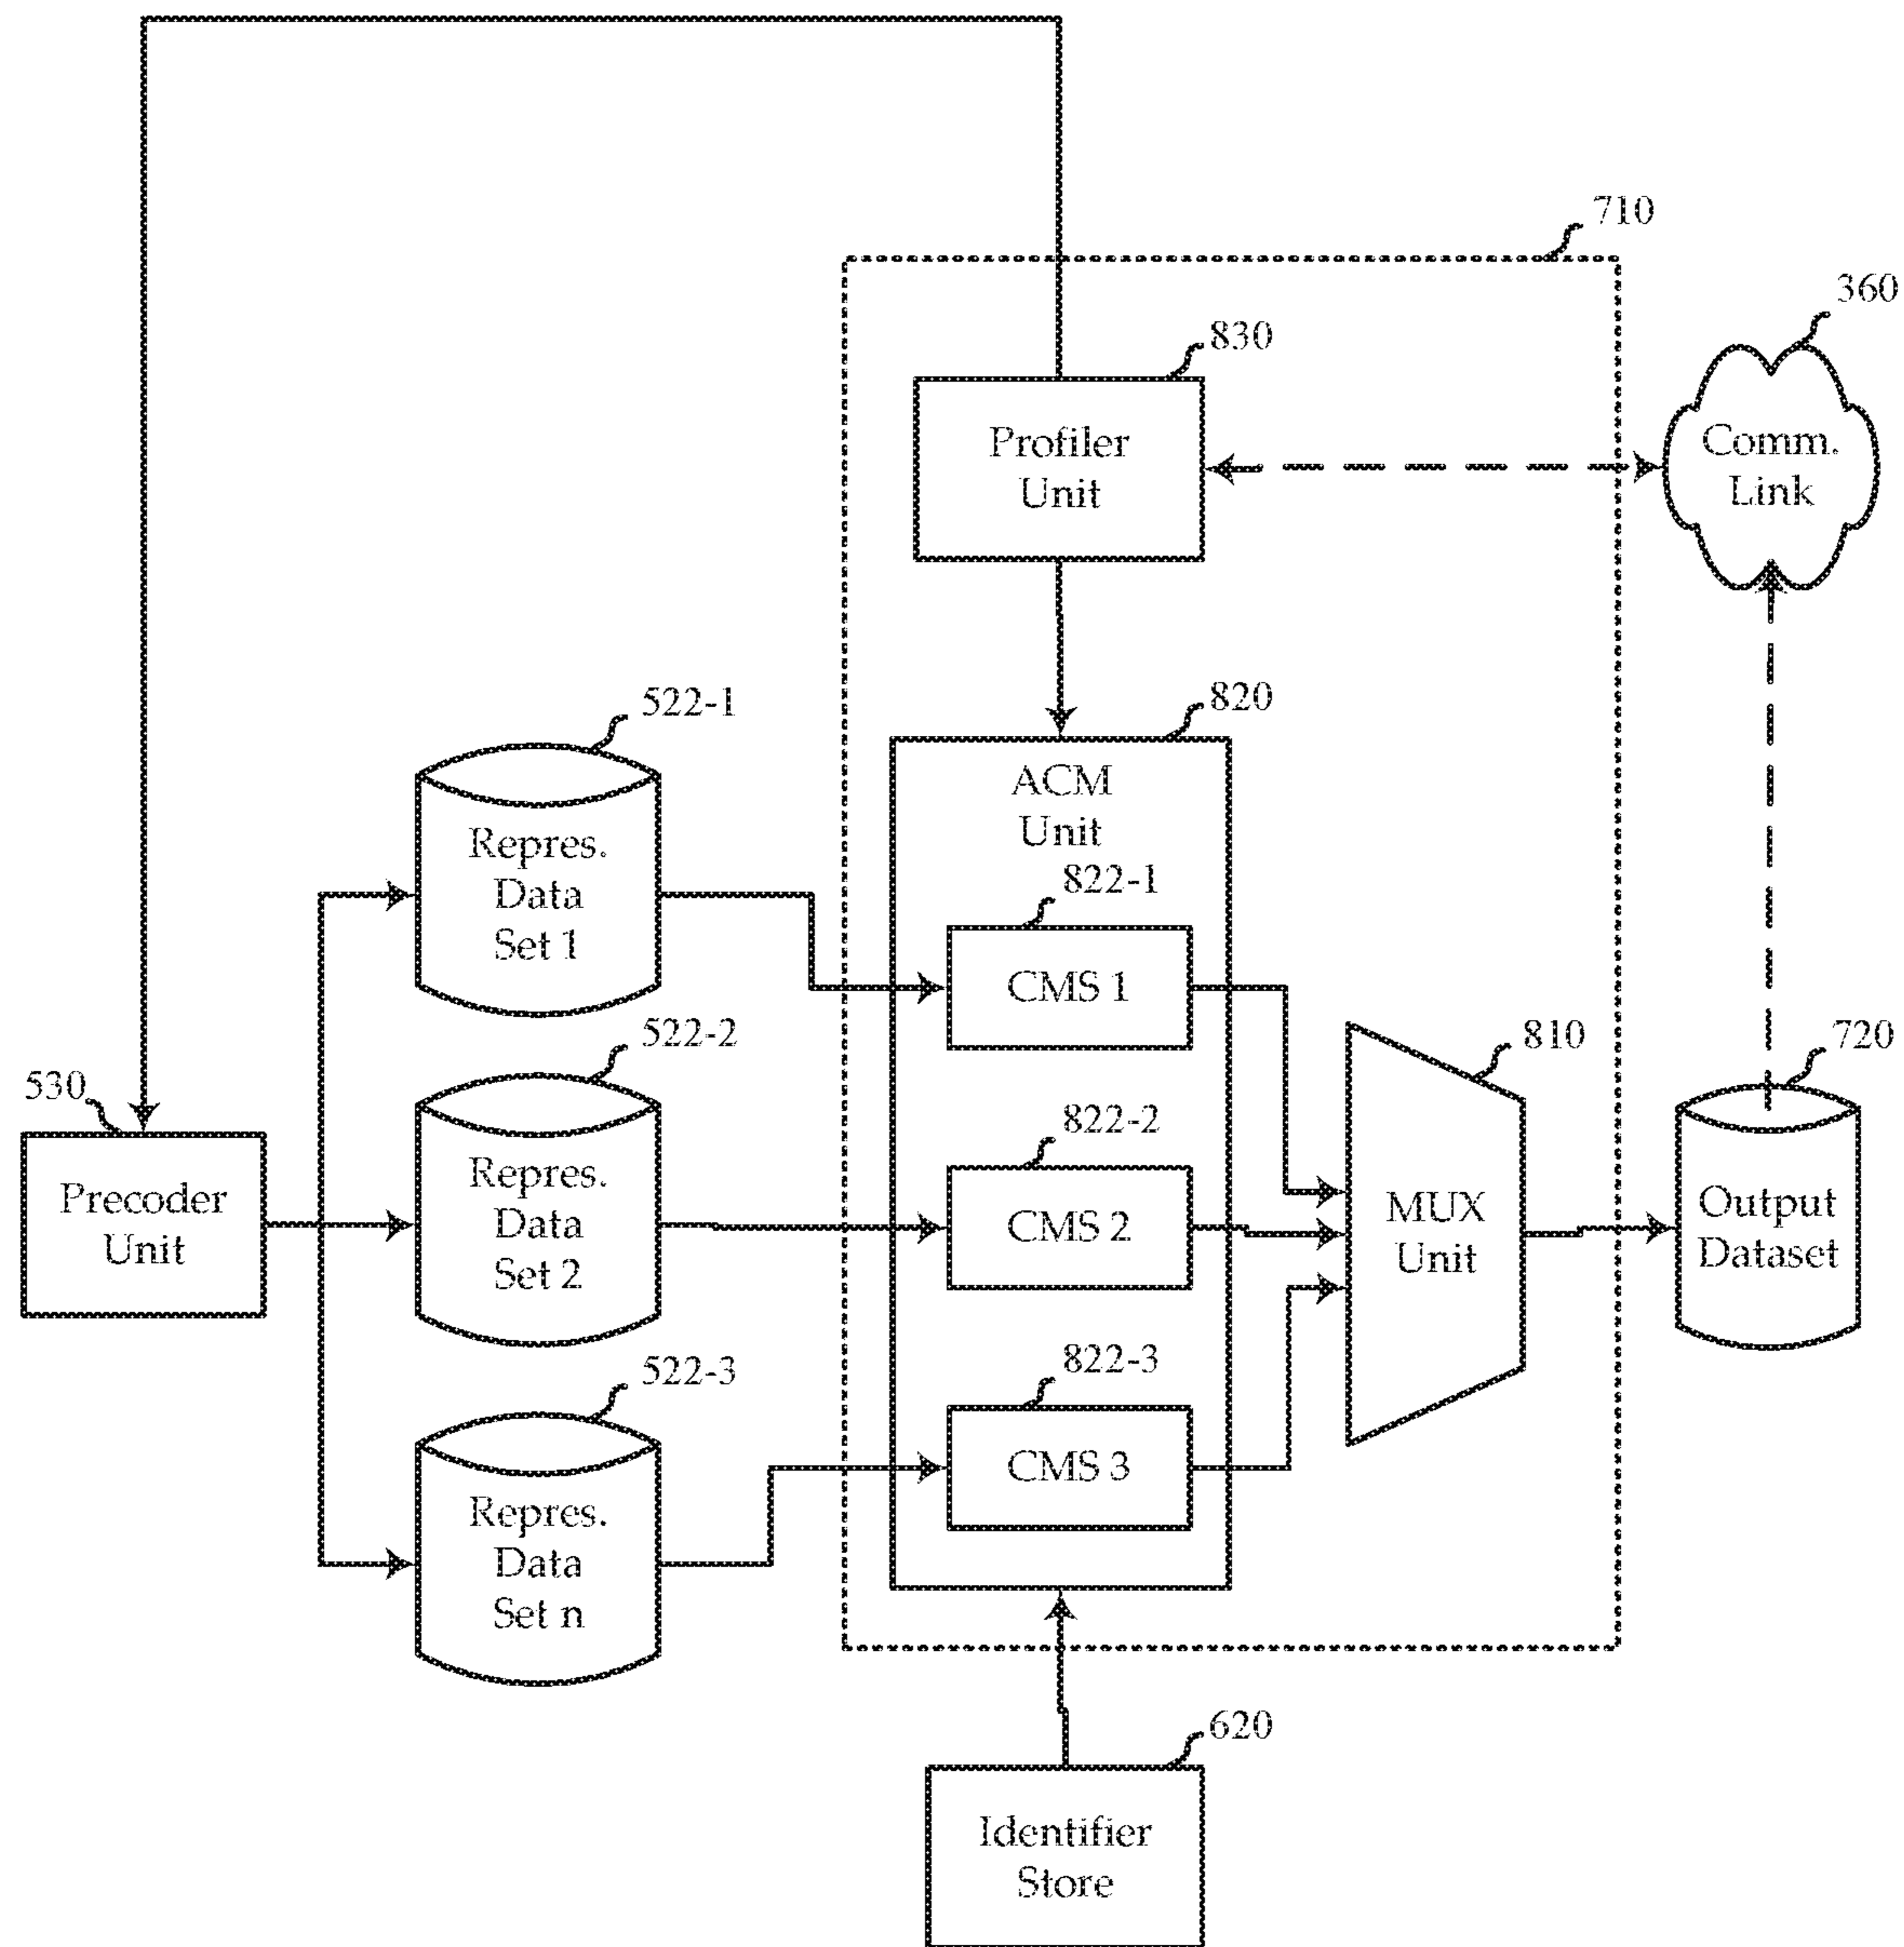 710
360
830
Profiler
Unit
Comm.
Link
522-1
820
Repres.
Data
Set 1
ACM
Unit
822-1
CMS 1
522-2
810
720
530
Precoder
Unit
Repres.
Data
Set 2
822-2
CMS 2
MUX
Unit
Output
Dataset
522-3
822-3
CMS 3
Repres.
Data
Set n
620
Identifier
Store